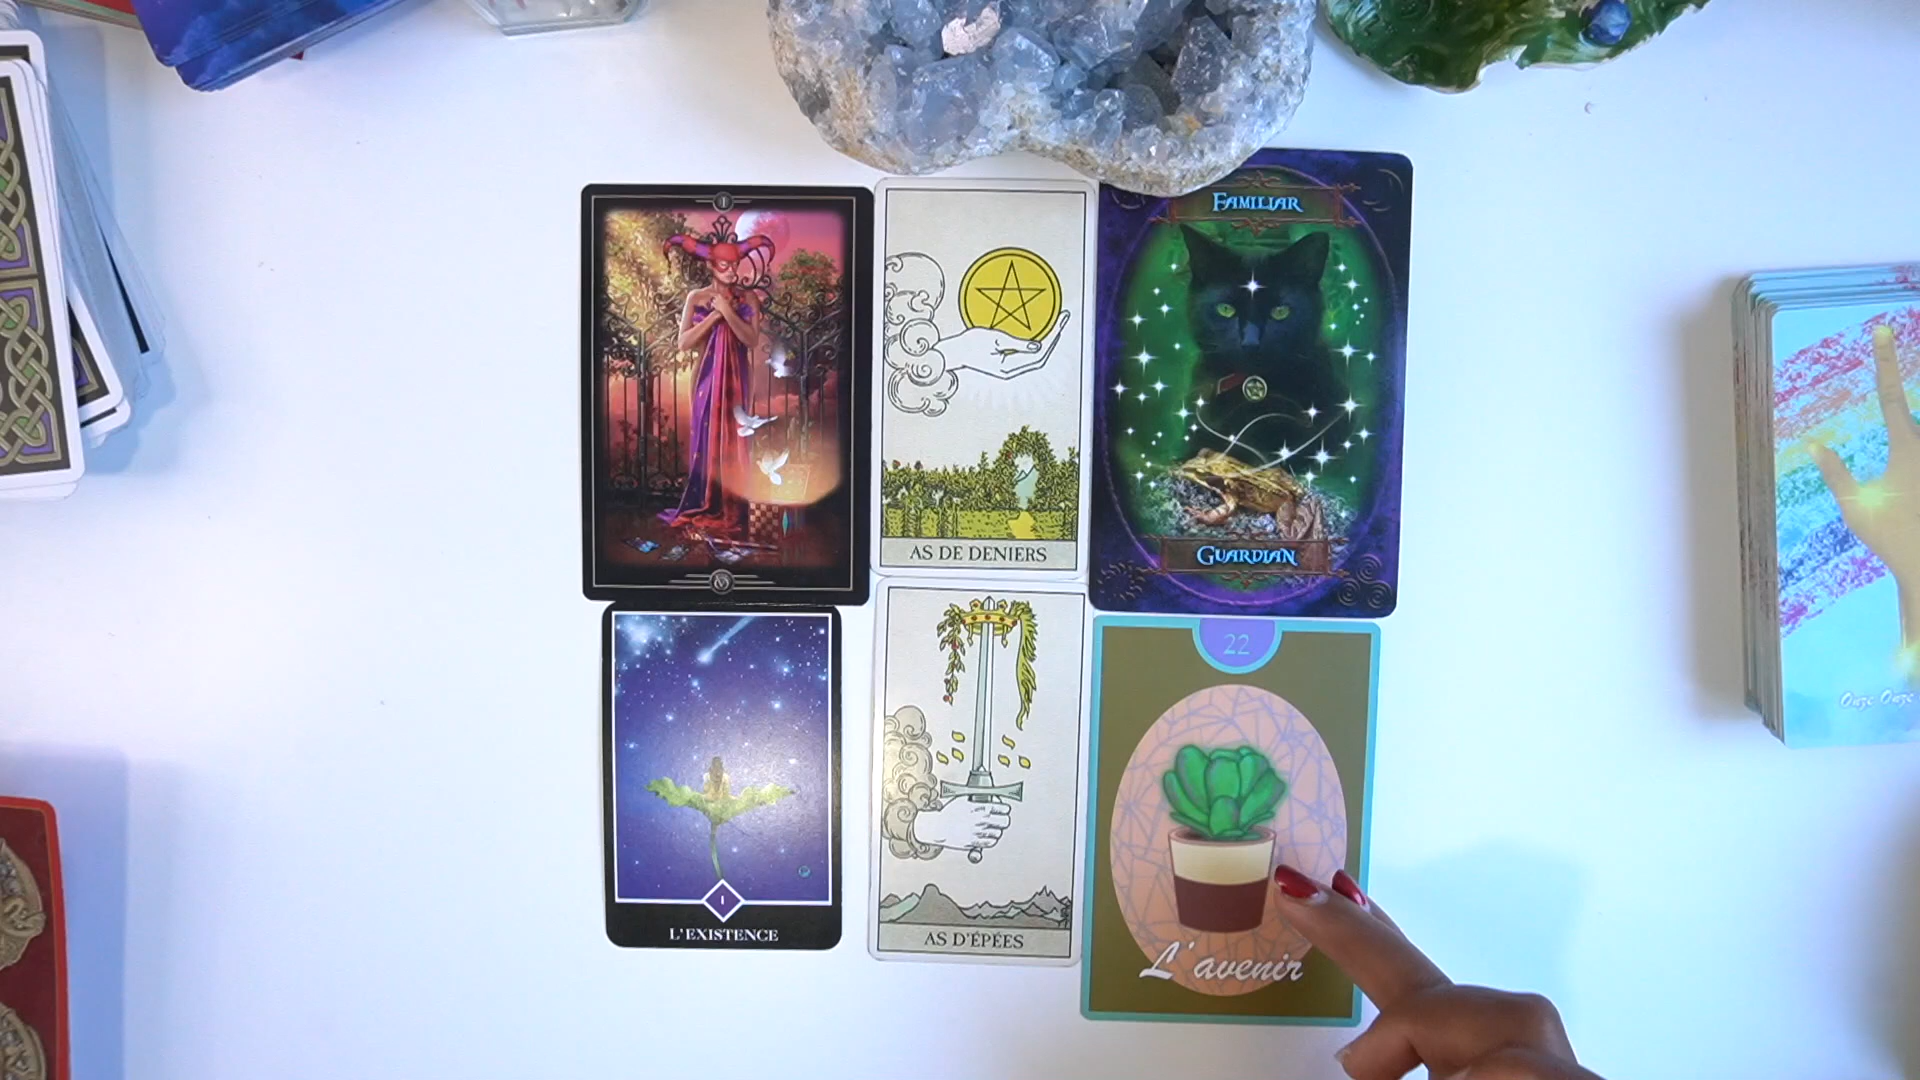 I
FAMILIAR
AS DE DENIERS
GUARDIAN
I
L'EXISTENCE
AS D'ÉPÉES
22
L'avenir
Onze Onze